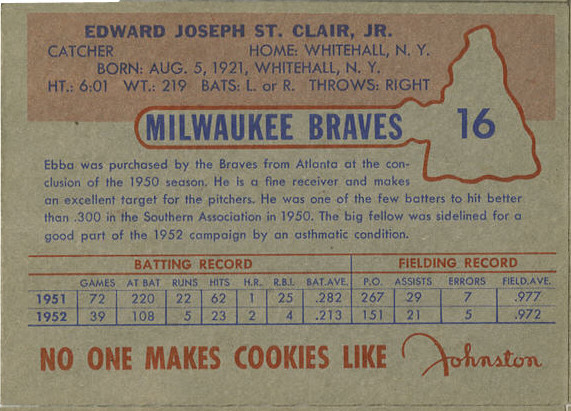 EDWARD JOSEPH ST. CLAIR, JR.
CATCHER HOME: WHITEHALL, N. Y.
BORN: AUG. 5, 1921, WHITEHALL, N. Y.
HT.: 6:01 WT.: 219 BATS: L. or R. THROWS: RIGHT
MILWAUKEE BRAVES 16
Ebba was purchased by the Braves from Atlanta at the con-
clusion of the 1950 season. He is a fine receiver and makes
an excellent target for the pitchers. He was one of the few batters to hit better
than .300 in the Southern Association in 1950. The big fellow was sidelined for a
good part of the 1952 campaign by an asthmatic condition.
BATTING RECORD FIELDING RECORD
GAMES AT BAT RUNS HITS H.R. R.B.I. BAT.AVE. P.O. ASSISTS ERRORS FIELD.AVE.
1951 72 220 22 62 1 25 .282 267 29 7 .977
1952 39 108 5 23 2 4 .213 151 21 5 .972
NO ONE MAKES COOKIES LIKE Johnston